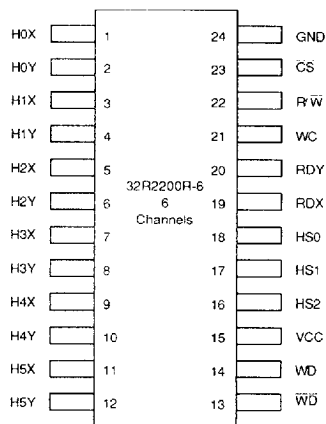 H0X 1 24 GND
H0Y 2 23 C̅S̅
H1X 3 22 R/W̅
H1Y 4 21 WC
H2X 5 20 RDY
H2Y 6 19 RDX
32R2200R-6
6
Channels
H3X 7 18 HS0
H3Y 8 17 HS1
H4X 9 16 HS2
H4Y 10 15 VCC
H5X 11 14 WD
H5Y 12 13 W̅D̅